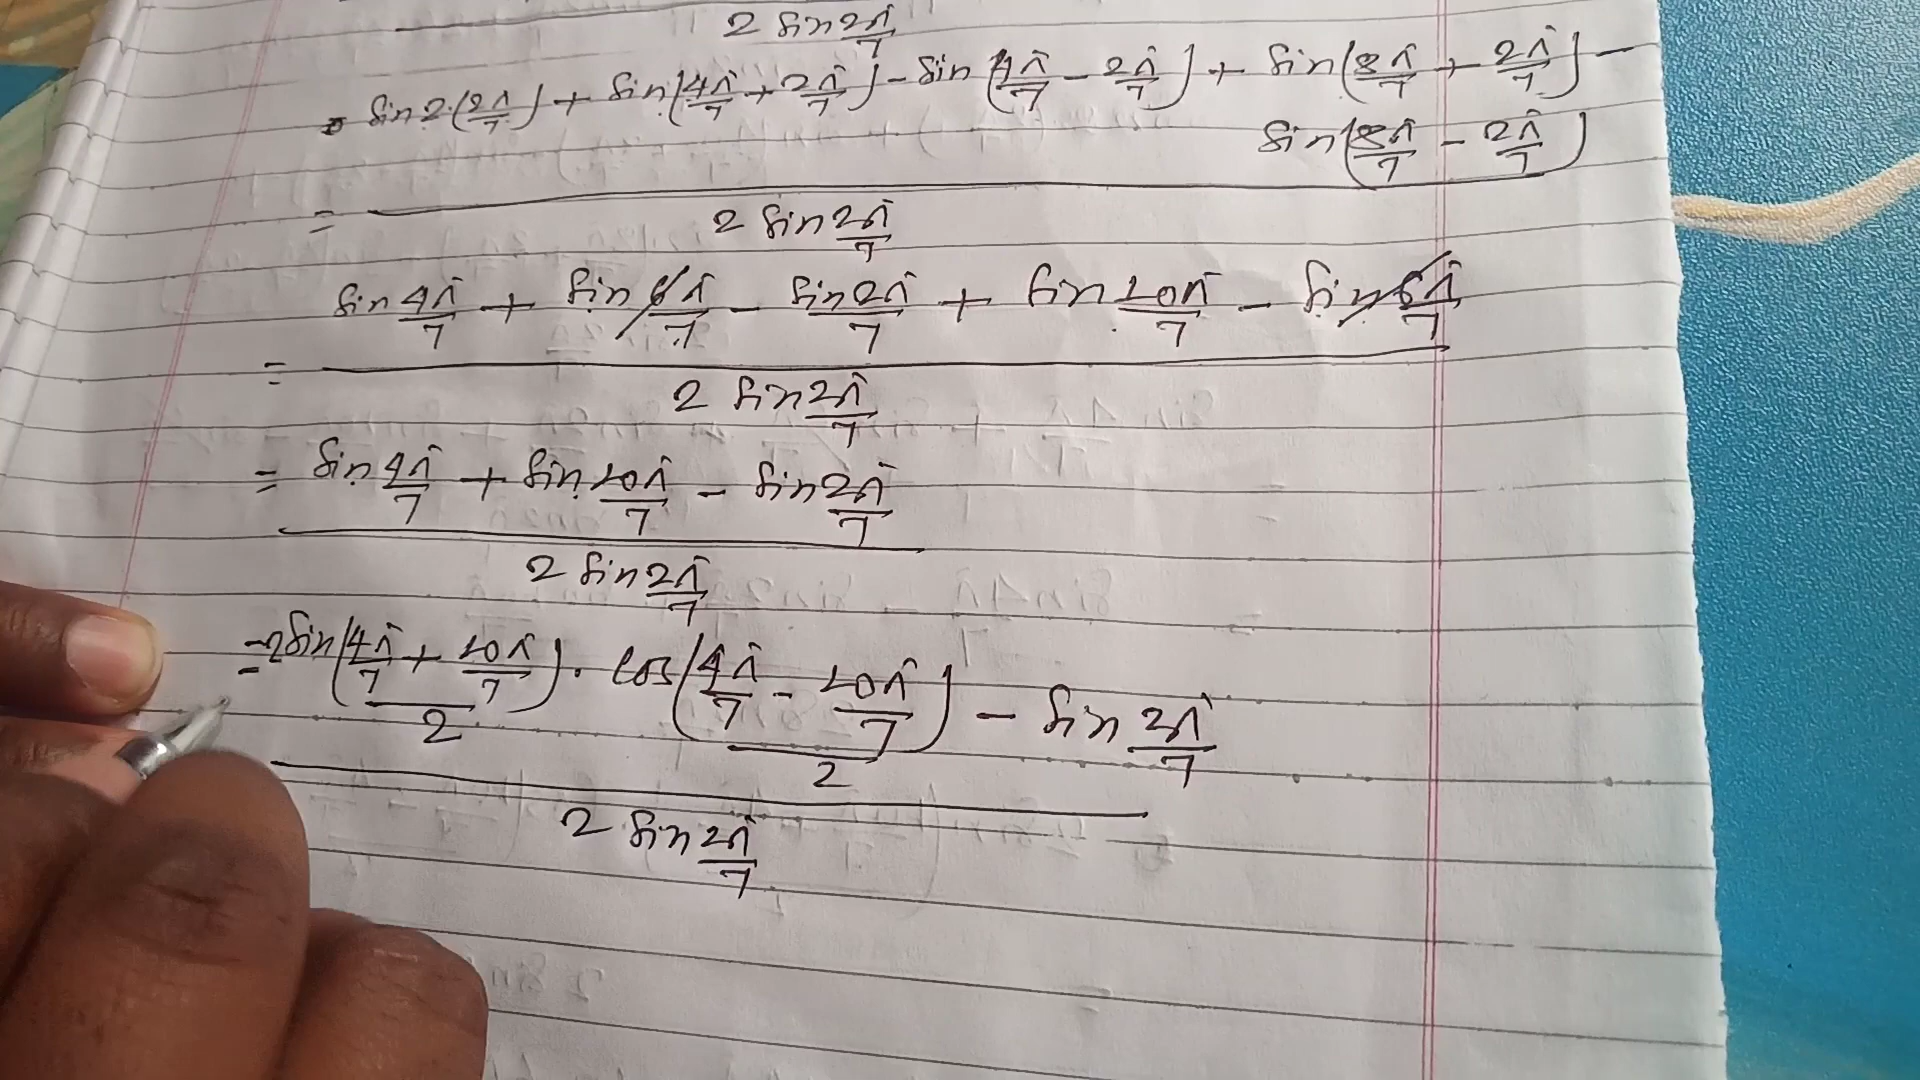 2 sin 2π/7
= sin 2(2π/7) + sin(4π/7 + 2π/7) - sin(4π/7 - 2π/7) + sin(8π/7 + 2π/7) -
sin(8π/7 - 2π/7)
=
2 sin 2π/7
sin 4π/7 + sin 6π/7 - sin 2π/7 + sin 10π/7 - sin 6π/7
=
2 sin 2π/7
= sin 4π/7 + sin 10π/7 - sin 2π/7
2 sin 2π/7
= 2 sin(4π/7 + 10π/7)/2 . cos(4π/7 - 10π/7)/2 - sin 2π/7
2 sin 2π/7